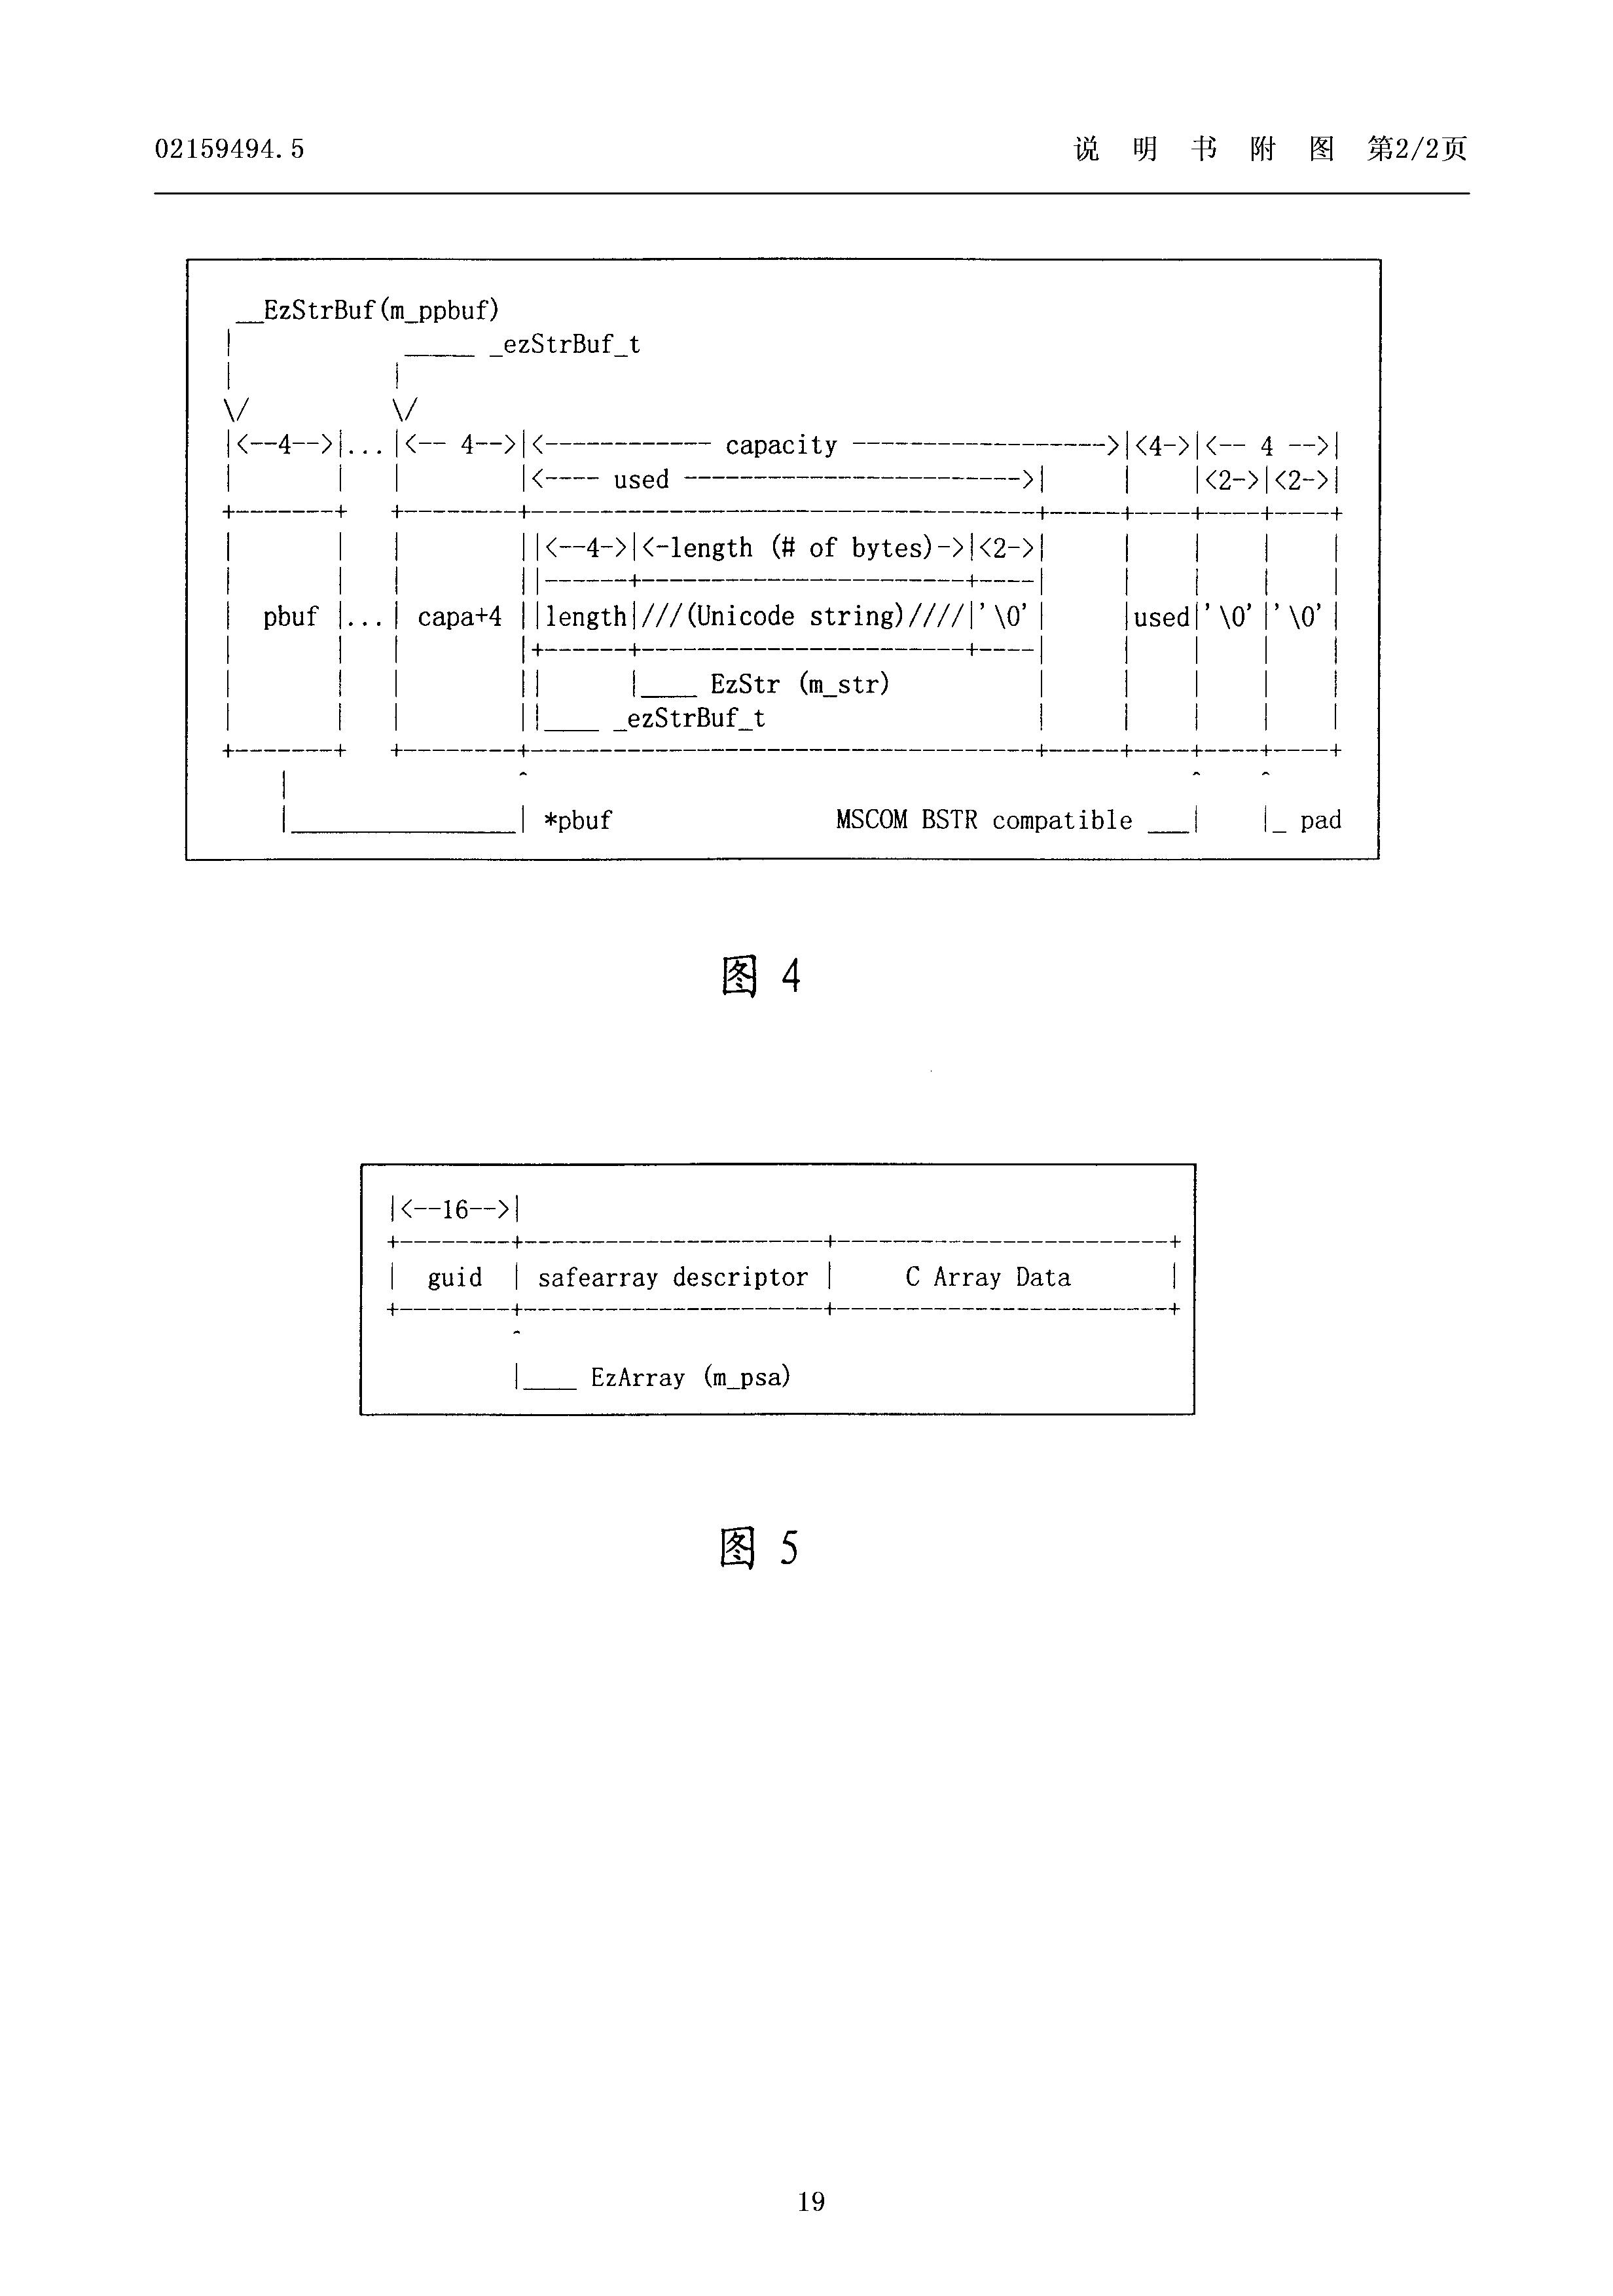 02159494.5 说 明 书 附 图 第2/2页
__EzStrBuf(m_ppbuf)
| _____ _ezStrBuf_t
| |
\/ \/
|<--4-->|...|<-- 4-->|<------------ capacity ------------------>|<4->|<-- 4 -->|
| | | |<---- used ------------------------>| | |<2->|<2->|
+-------+ +--------+------------------------------------+------+----+----+----+
| | | ||<--4->|<-length (# of bytes)->|<2->| | | | |
| | | ||------+-----------------------+----| | | | |
| pbuf |...| capa+4 ||length|///(Unicode string)////|'\0'| |used|'\0'|'\0'|
| | | |+------+-----------------------+----| | | | |
| | | || |____ EzStr (m_str) | | | | |
| | | ||____ _ezStrBuf_t | | | | |
+-------+ +--------+------------------------------------+------+----+----+----+
| ^ ^ ^
|________________| *pbuf MSCOM BSTR compatible ___| |_ pad
图 4
|<--16-->|
+--------+---------------------+------------------------+
| guid | safearray descriptor | C Array Data |
+--------+---------------------+------------------------+
^
|____ EzArray (m_psa)
图 5
19